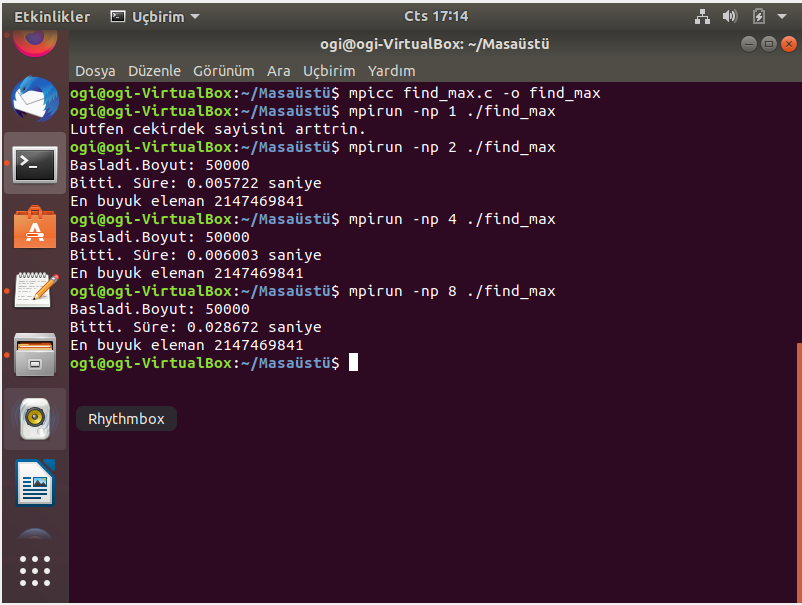 Etkinlikler Uçbirim Cts 17:14
ogi@ogi-VirtualBox: ~/Masaüstü
Dosya Düzenle Görünüm Ara Uçbirim Yardım
ogi@ogi-VirtualBox:~/Masaüstü$ mpicc find_max.c -o find_max
ogi@ogi-VirtualBox:~/Masaüstü$ mpirun -np 1 ./find_max
Lutfen cekirdek sayisini arttrin.
ogi@ogi-VirtualBox:~/Masaüstü$ mpirun -np 2 ./find_max
Basladi.Boyut: 50000
Bitti. Süre: 0.005722 saniye
En buyuk eleman 2147469841
ogi@ogi-VirtualBox:~/Masaüstü$ mpirun -np 4 ./find_max
Basladi.Boyut: 50000
Bitti. Süre: 0.006003 saniye
En buyuk eleman 2147469841
ogi@ogi-VirtualBox:~/Masaüstü$ mpirun -np 8 ./find_max
Basladi.Boyut: 50000
Bitti. Süre: 0.028672 saniye
En buyuk eleman 2147469841
ogi@ogi-VirtualBox:~/Masaüstü$
Rhythmbox